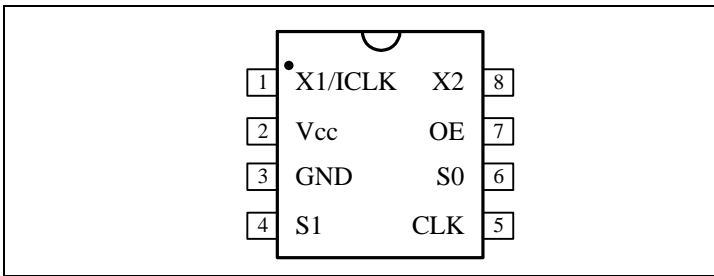 1 X1/ICLK X2 8
2 Vcc OE 7
3 GND S0 6
4 S1 CLK 5